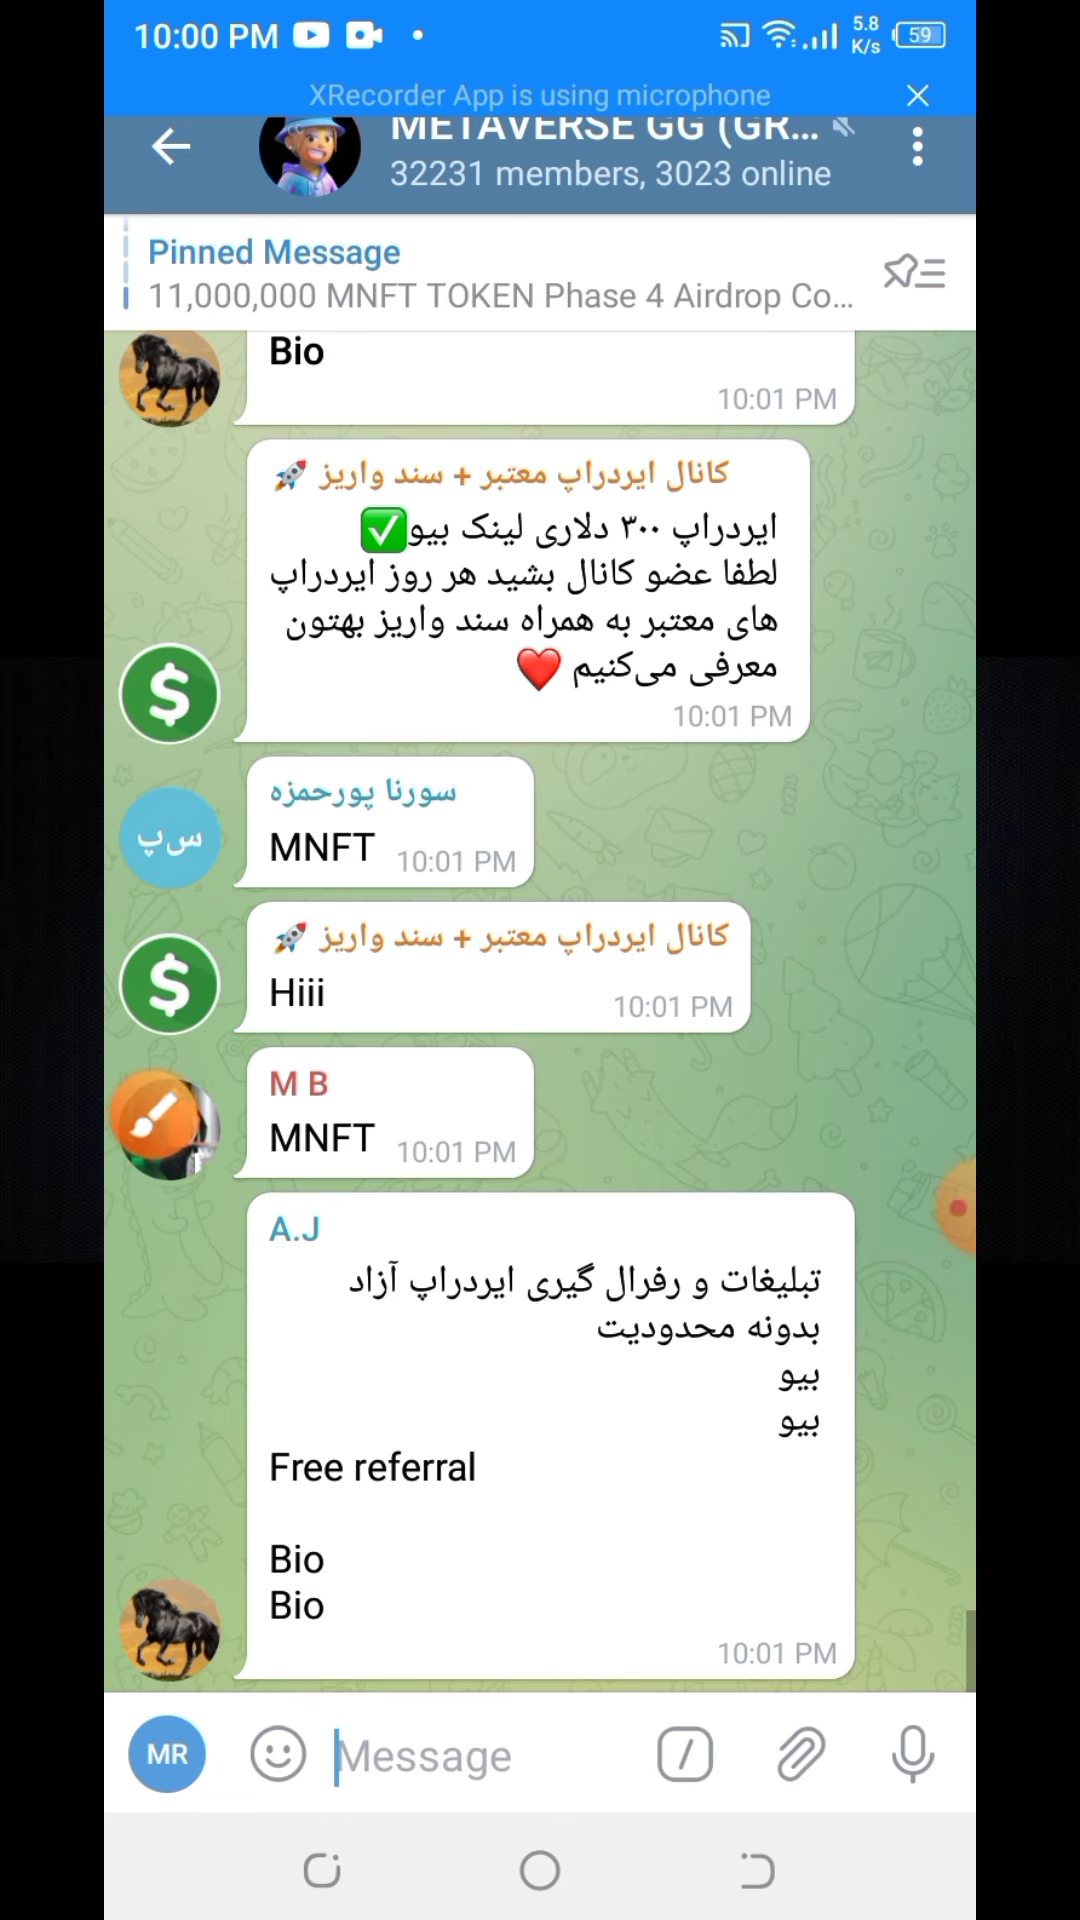 10:00 PM
5.8
K/s
59
XRecorder App is using microphone
METAVERSE GG (GR...
32231 members, 3023 online
Pinned Message
11,000,000 MNFT TOKEN Phase 4 Airdrop Co...
Bio
10:01 PM
کانال ایردراپ معتبر + سند واریز 🚀
ایردراپ ۳۰۰ دلاری لینک بیو✅
لطفا عضو کانال بشید هر روز ایردراپ
های معتبر به همراه سند واریز بهتون
معرفی می‌کنیم ❤️
10:01 PM
س‌پ
سورنا پورحمزه
MNFT 10:01 PM
کانال ایردراپ معتبر + سند واریز 🚀
Hiii 10:01 PM
M B
MNFT 10:01 PM
A.J
تبلیغات و رفرال گیری ایردراپ آزاد
بدونه محدودیت
بیو
بیو
Free referral
Bio
Bio
10:01 PM
MR
Message